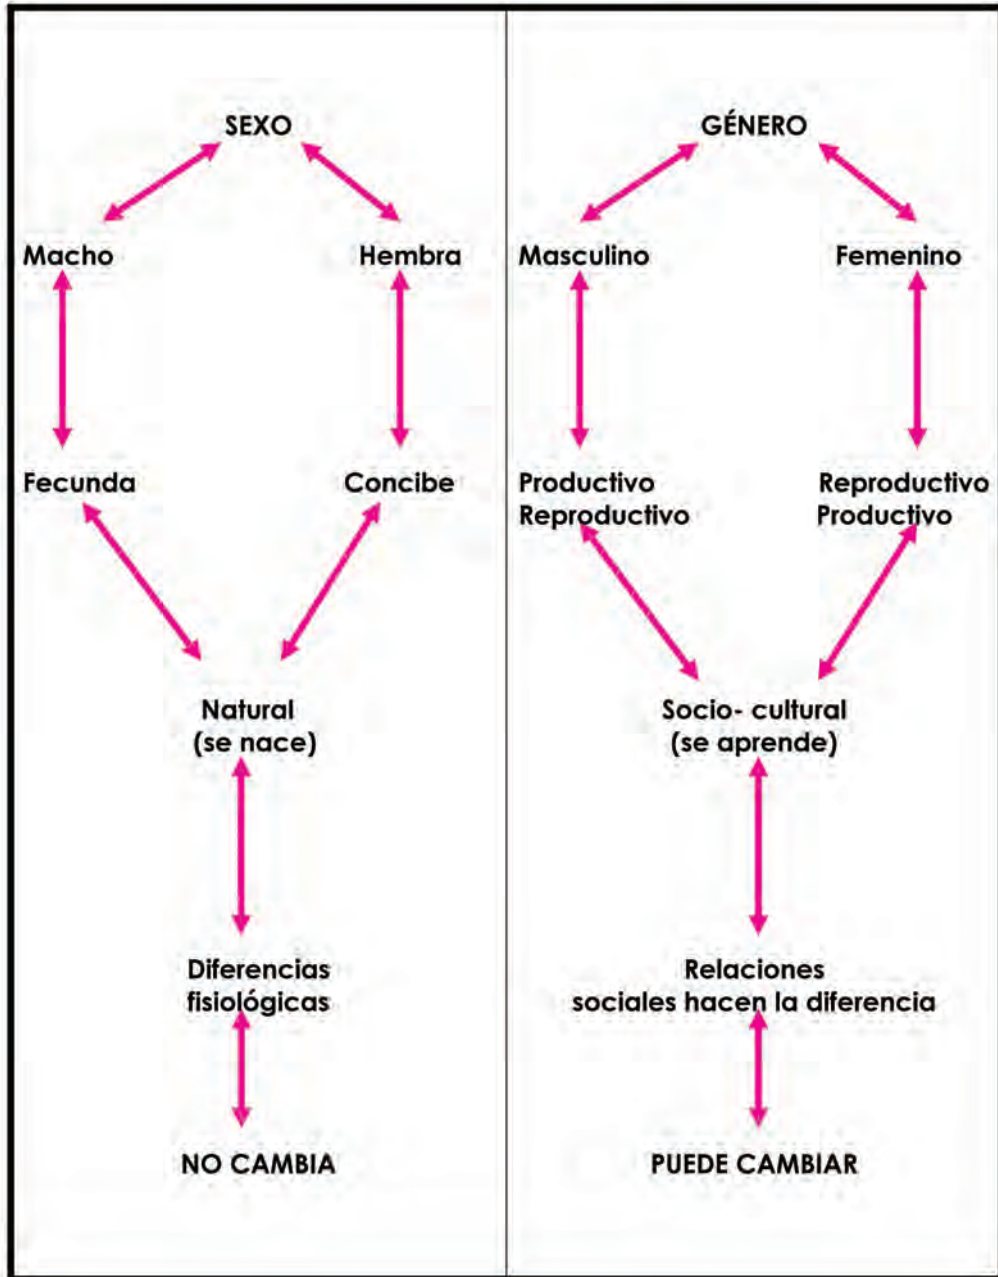 SEXO
Macho
Hembra
Fecunda
Concibe
Natural
(se nace)
Diferencias
fisiológicas
NO CAMBIA
GÉNERO
Masculino
Femenino
Productivo
Reproductivo
Reproductivo
Productivo
Socio- cultural
(se aprende)
Relaciones
sociales hacen la diferencia
PUEDE CAMBIAR